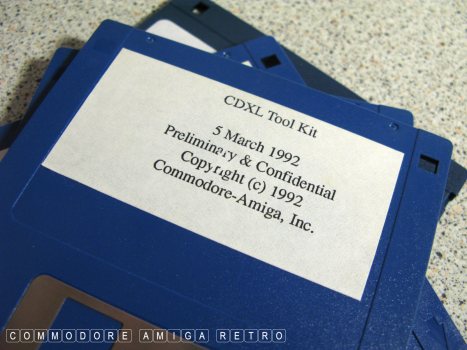 CDXL Tool Kit
5 March 1992
Preliminary & Confidential
Copyright (c) 1992
Commodore-Amiga, Inc.
COMMODORE AMIGA RETRO